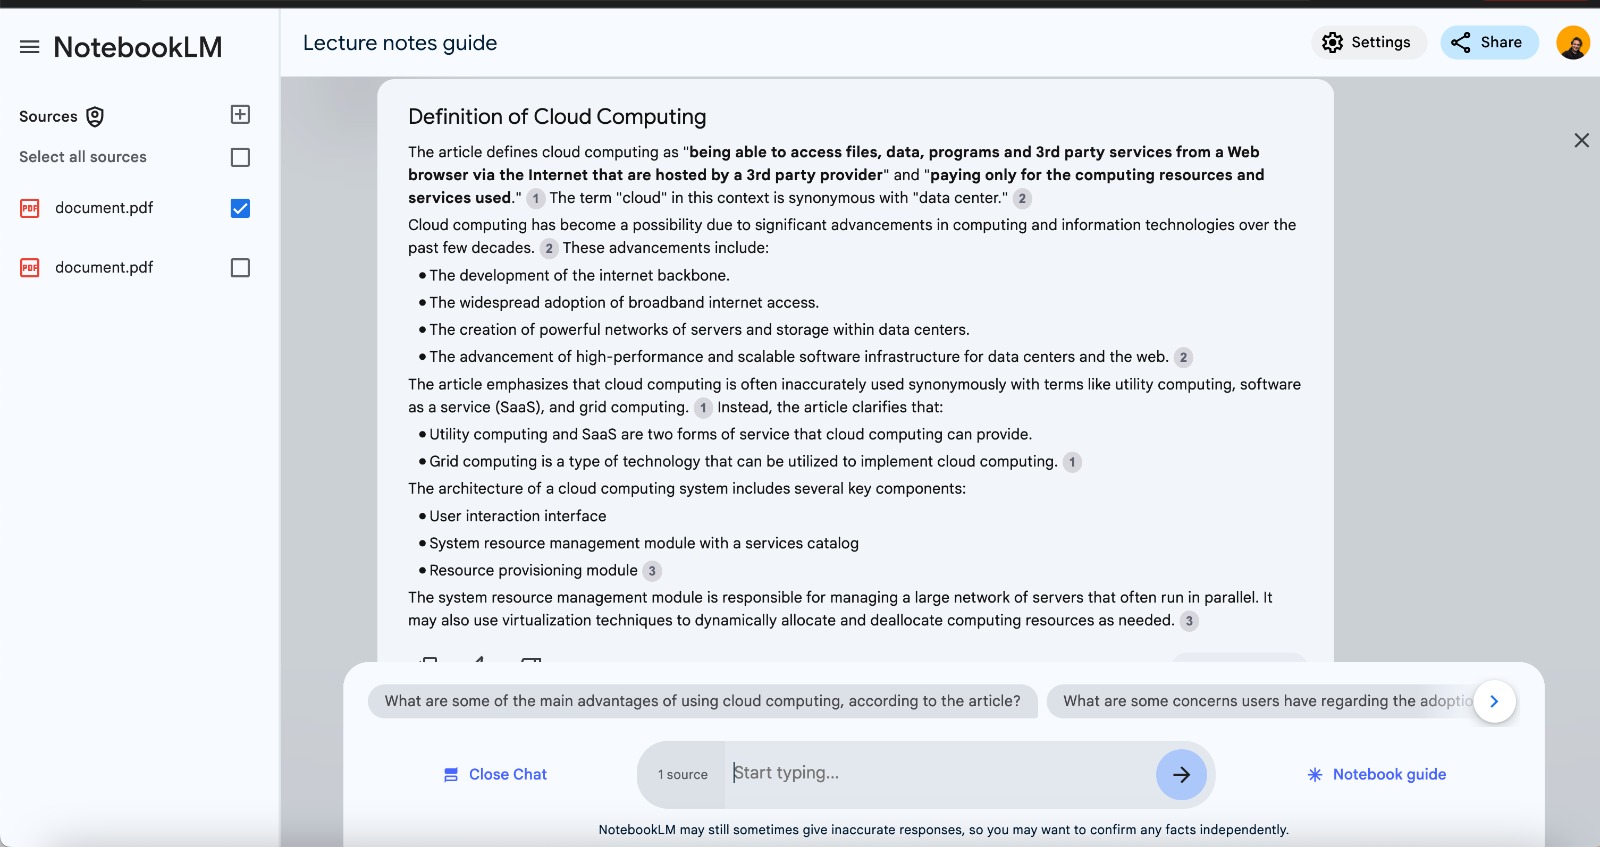 NotebookLM
Lecture notes guide
Settings
Share
Sources
Select all sources
PDF document.pdf
PDF document.pdf
Definition of Cloud Computing
The article defines cloud computing as "being able to access files, data, programs and 3rd party services from a Web
browser via the Internet that are hosted by a 3rd party provider" and "paying only for the computing resources and
services used." 1 The term "cloud" in this context is synonymous with "data center." 2
Cloud computing has become a possibility due to significant advancements in computing and information technologies over the
past few decades. 2 These advancements include:
• The development of the internet backbone.
• The widespread adoption of broadband internet access.
• The creation of powerful networks of servers and storage within data centers.
• The advancement of high-performance and scalable software infrastructure for data centers and the web. 2
The article emphasizes that cloud computing is often inaccurately used synonymously with terms like utility computing, software
as a service (SaaS), and grid computing. 1 Instead, the article clarifies that:
• Utility computing and SaaS are two forms of service that cloud computing can provide.
• Grid computing is a type of technology that can be utilized to implement cloud computing. 1
The architecture of a cloud computing system includes several key components:
• User interaction interface
• System resource management module with a services catalog
• Resource provisioning module 3
The system resource management module is responsible for managing a large network of servers that often run in parallel. It
may also use virtualization techniques to dynamically allocate and deallocate computing resources as needed. 3
What are some of the main advantages of using cloud computing, according to the article?
What are some concerns users have regarding the adoptio
Close Chat
1 source
Start typing...
Notebook guide
NotebookLM may still sometimes give inaccurate responses, so you may want to confirm any facts independently.